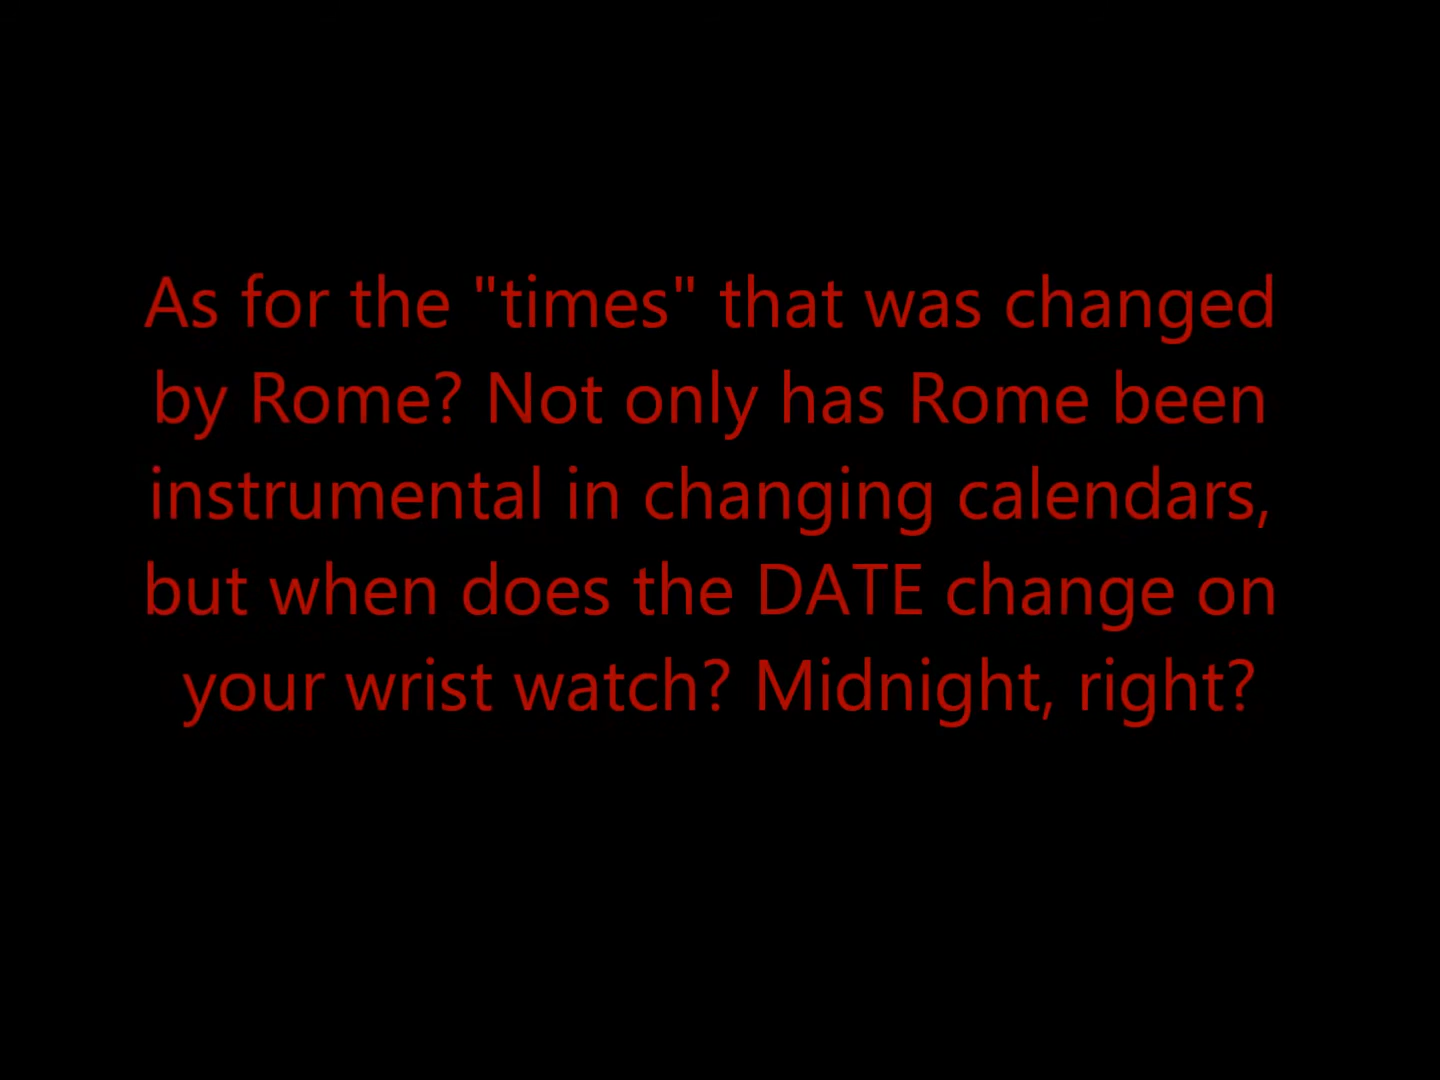 As for the "times" that was changed
by Rome? Not only has Rome been
instrumental in changing calendars,
but when does the DATE change on
your wrist watch? Midnight, right?